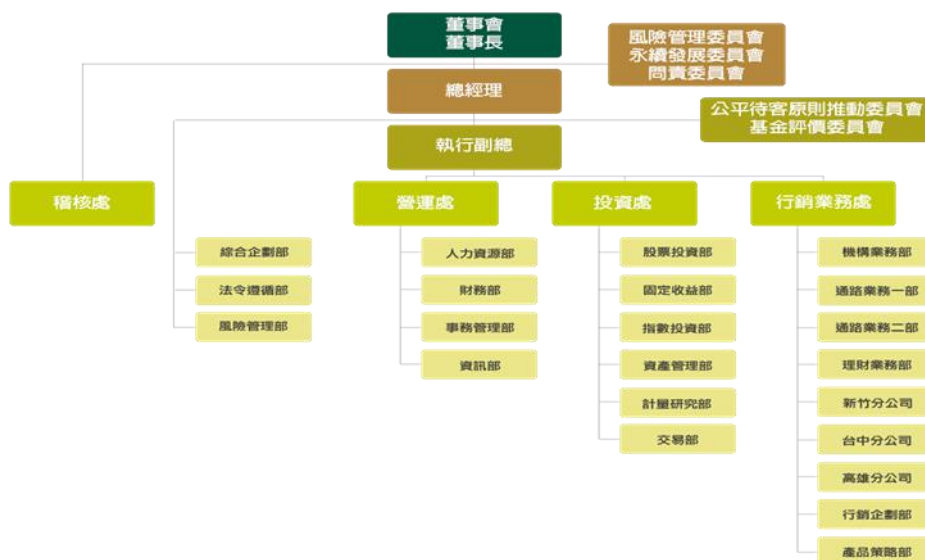 董事會
董事長
風險管理委員會
永續發展委員會
問責委員會
總經理
公平待客原則推動委員會
基金評價委員會
執行副總
稽核處
營運處
投資處
行銷業務處
綜合企劃部
法令遵循部
風險管理部
人力資源部
財務部
事務管理部
資訊部
股票投資部
固定收益部
指數投資部
資產管理部
計量研究部
交易部
機構業務部
通路業務一部
通路業務二部
理財業務部
新竹分公司
台中分公司
高雄分公司
行銷企劃部
產品策略部